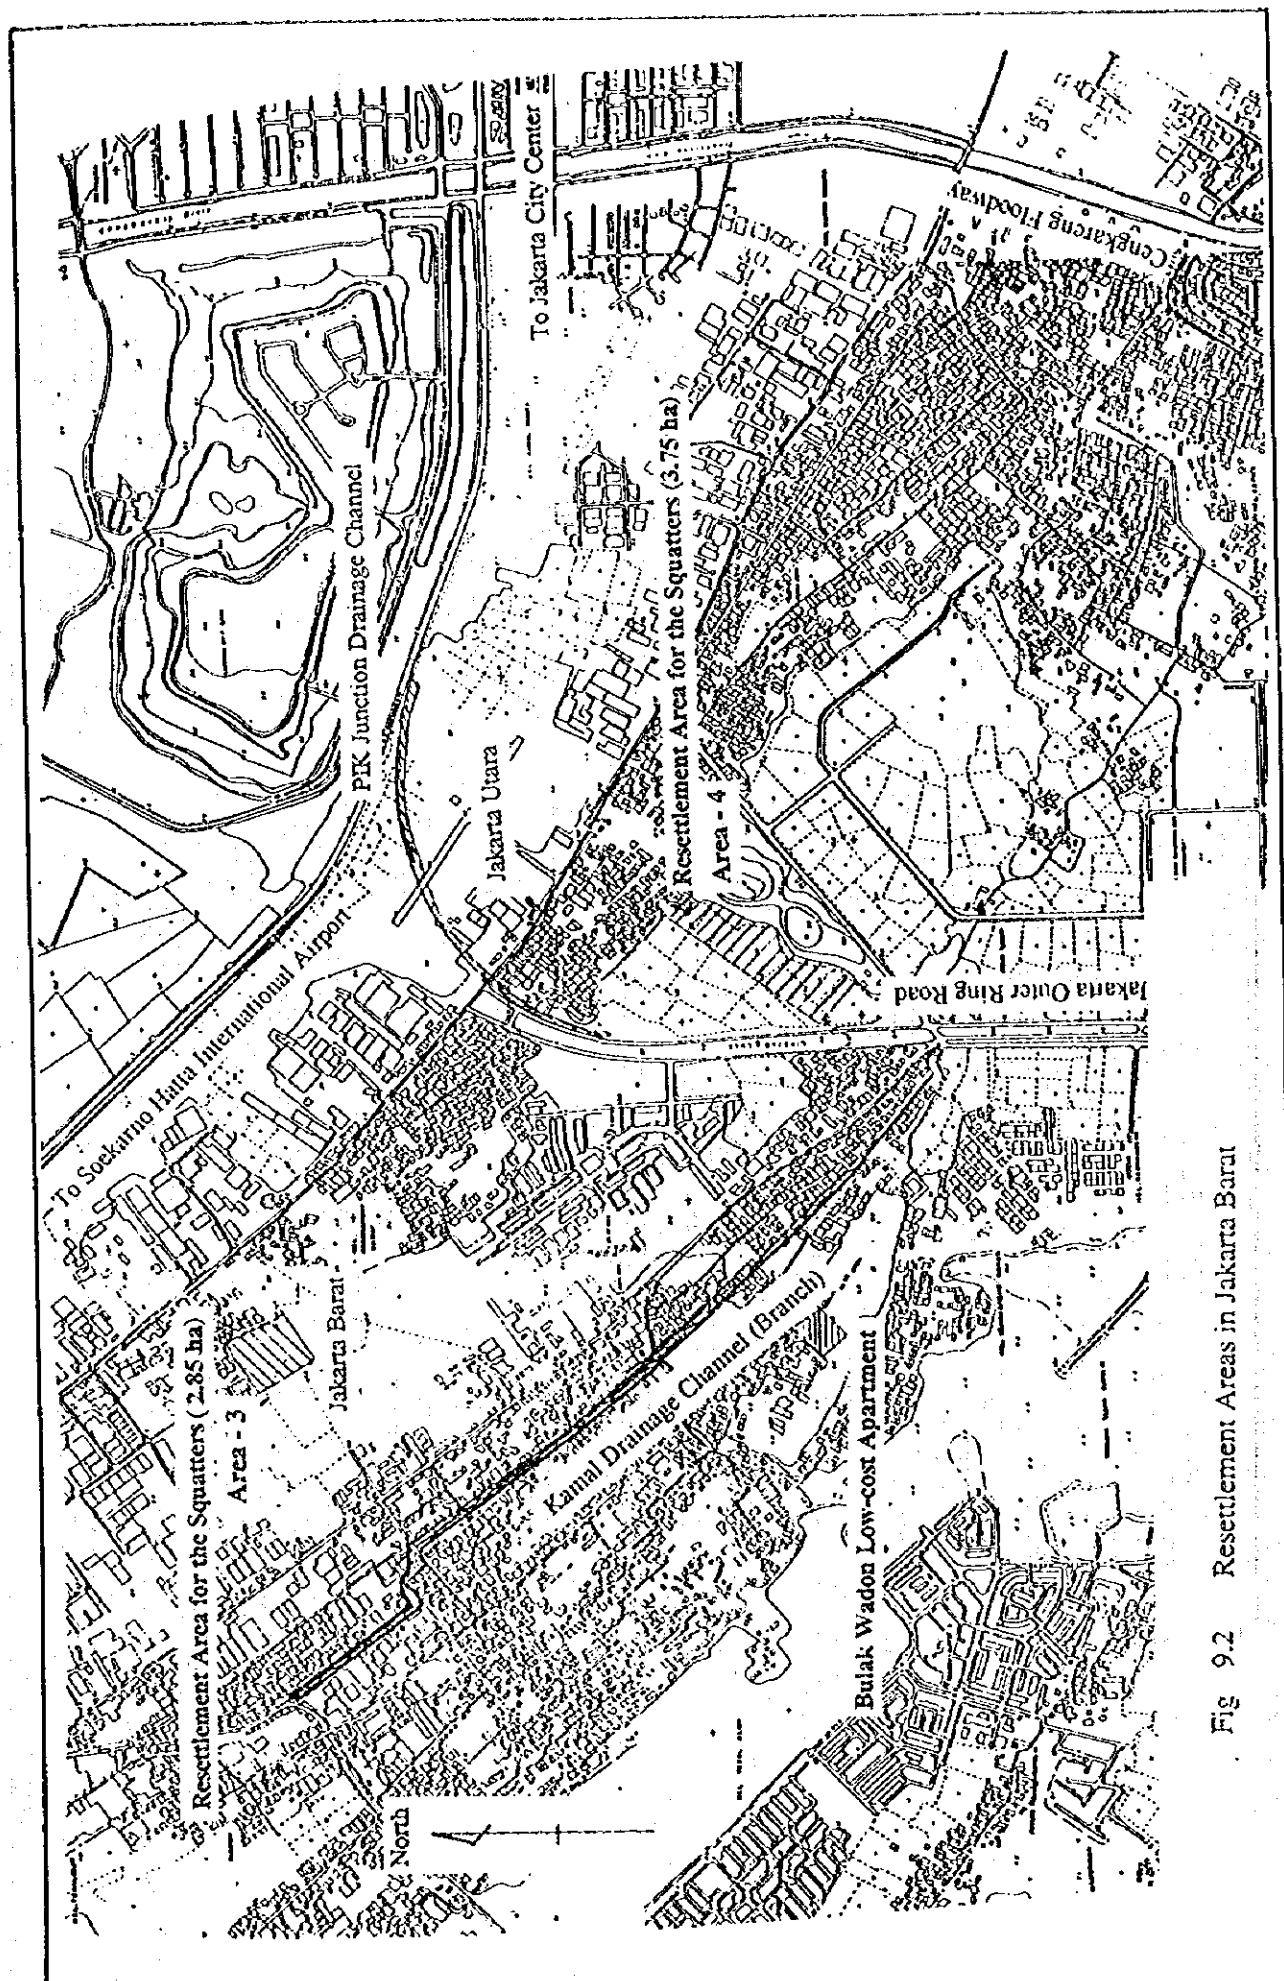 To Jakarta City Center
Cengkareng Floodway
PIK Junction Drainage Channel
Resettlement Area for the Squatters (3.75 ha)
Area - 4
Jakarta Utara
To Soekarno Hatta International Airport
Jakarta Outer Ring Road
Resettlement Area for the Squatters ( 2.85 ha)
Area - 3
Jakarta Barat
Kamal Drainage Channel (Branch)
Bulak Wadon Low-cost Apartment
North
Fig 9.2 Resettlement Areas in Jakarta Barat